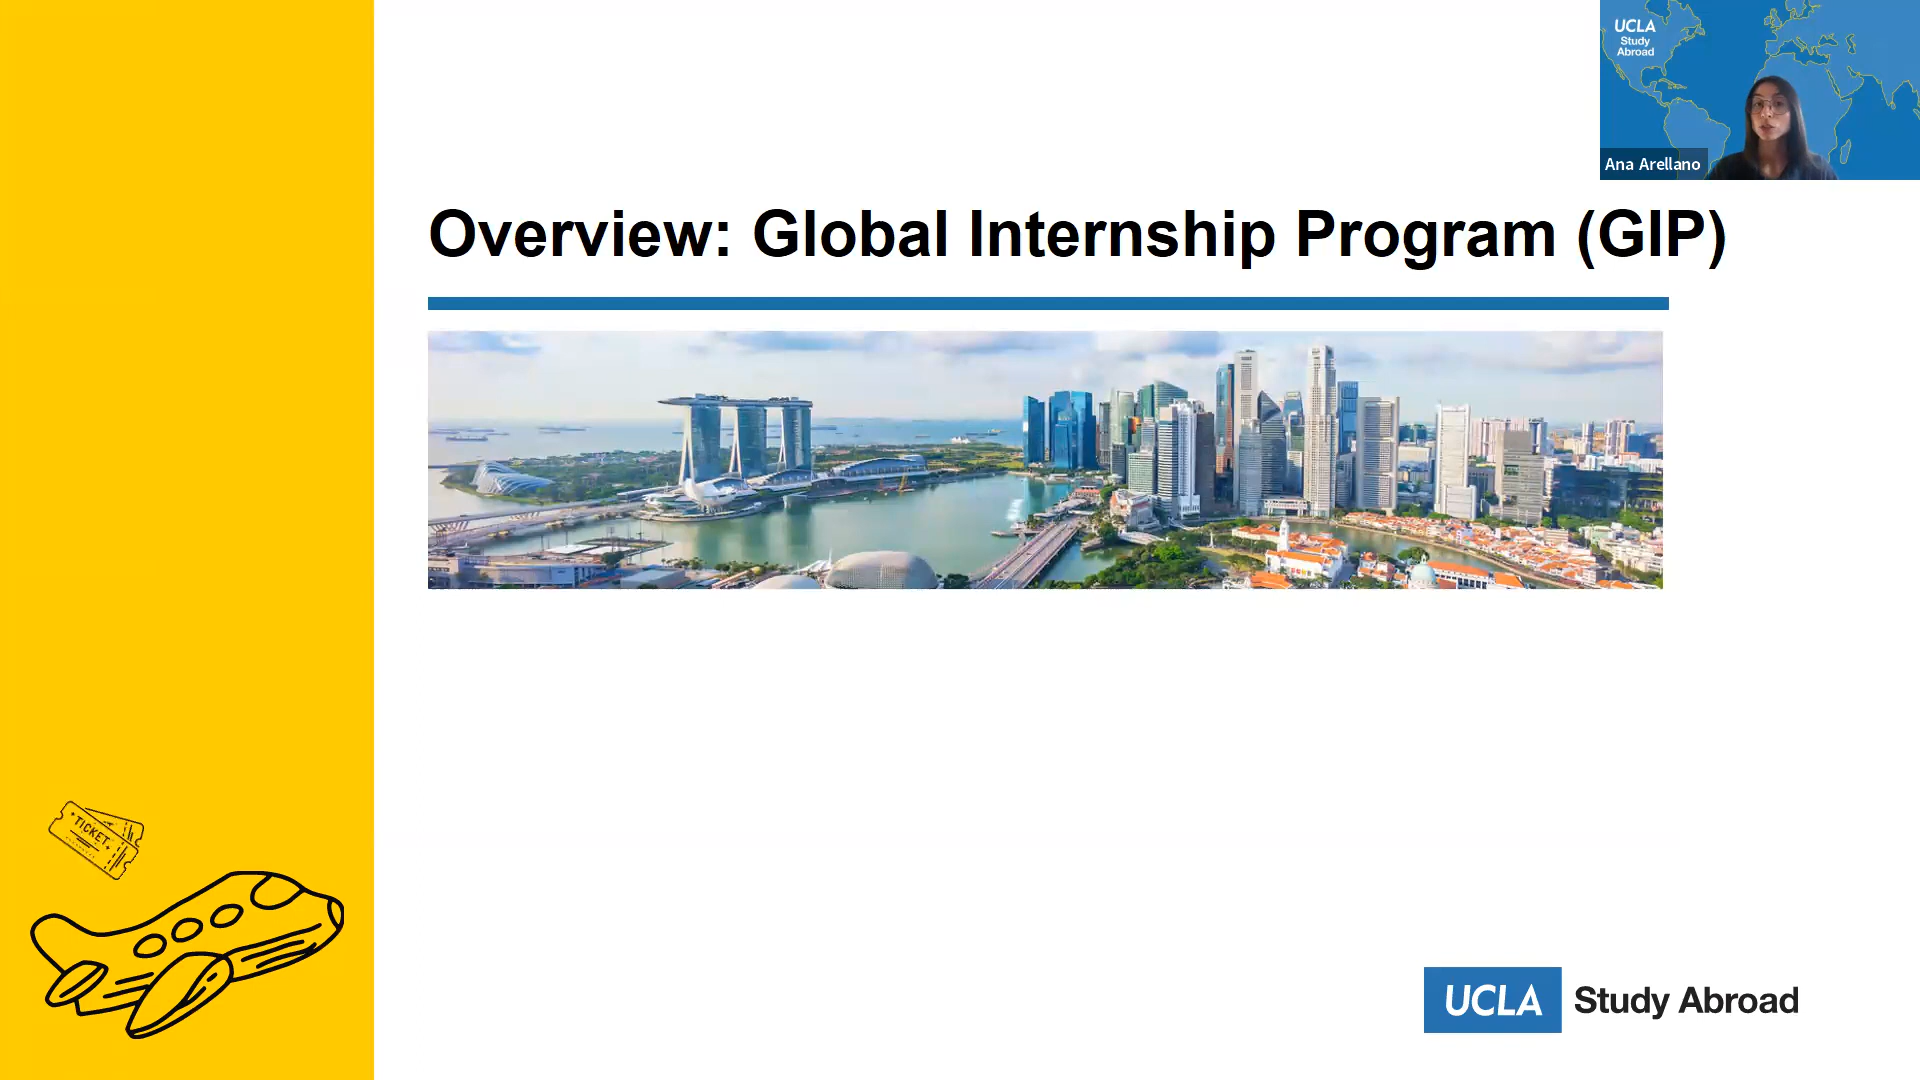 UCLA
Study
Abroad
Ana Arellano
Overview: Global Internship Program (GIP)
TICKET
UCLA Study Abroad